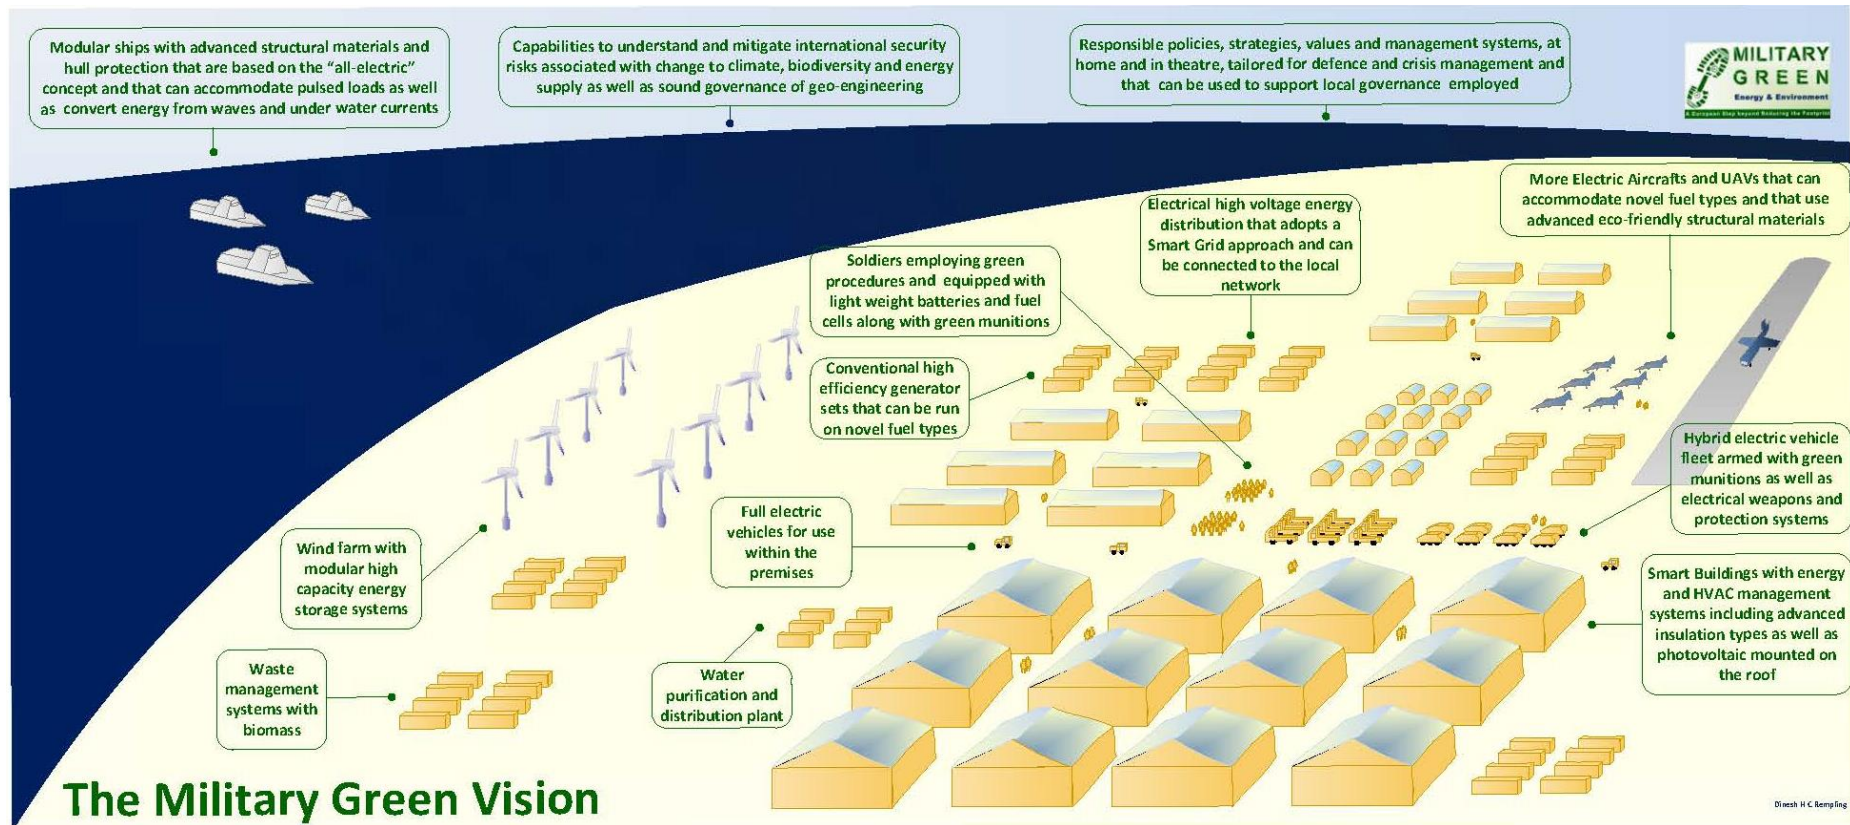 Modular ships with advanced structural materials and
hull protection that are based on the “all-electric”
concept and that can accommodate pulsed loads as well
as convert energy from waves and under water currents
Capabilities to understand and mitigate international security
risks associated with change to climate, biodiversity and energy
supply as well as sound governance of geo-engineering
Responsible policies, strategies, values and management systems, at
home and in theatre, tailored for defence and crisis management and
that can be used to support local governance employed
MILITARY
GREEN
Energy & Environment
A European Step beyond Reducing the Footprint
More Electric Aircrafts and UAVs that can
accommodate novel fuel types and that use
advanced eco-friendly structural materials
Electrical high voltage energy
distribution that adopts a
Smart Grid approach and can
be connected to the local
network
Soldiers employing green
procedures and equipped with
light weight batteries and fuel
cells along with green munitions
Conventional high
efficiency generator
sets that can be run
on novel fuel types
Hybrid electric vehicle
fleet armed with green
munitions as well as
electrical weapons and
protection systems
Full electric
vehicles for use
within the
premises
Wind farm with
modular high
capacity energy
storage systems
Smart Buildings with energy
and HVAC management
systems including advanced
insulation types as well as
photovoltaic mounted on
the roof
Waste
management
systems with
biomass
Water
purification and
distribution plant
The Military Green Vision
Dinesh H C Rempling